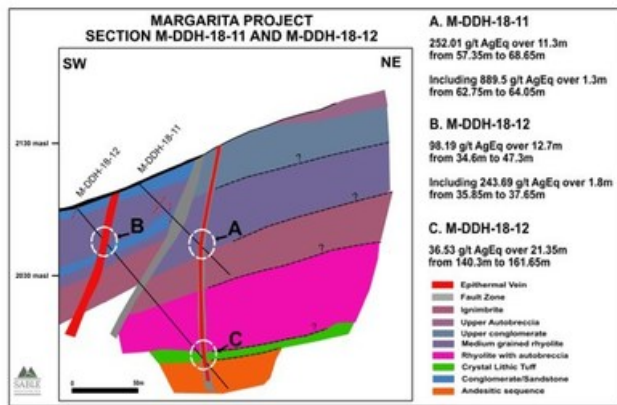 MARGARITA PROJECT
SECTION M-DDH-18-11 AND M-DDH-18-12
SW
NE
2130 masl
2030 masl
M-DDH-18-12
M-DDH-18-11
?
?
?
?
A
B
C
0
50m
SABLE
A. M-DDH-18-11
252.01 g/t AgEq over 11.3m
from 57.35m to 68.65m
Including 889.5 g/t AgEq over 1.3m
from 62.75m to 64.05m
B. M-DDH-18-12
98.19 g/t AgEq over 12.7m
from 34.6m to 47.3m
Including 243.69 g/t AgEq over 1.8m
from 35.85m to 37.65m
C. M-DDH-18-12
36.53 g/t AgEq over 21.35m
from 140.3m to 161.65m
Epithermal Vein
Fault Zone
Ignimbrite
Upper Autobreccia
Upper conglomerate
Medium grained rhyolite
Rhyolite with autobreccia
Crystal Lithic Tuff
Conglomerate/Sandstone
Andesitic sequence